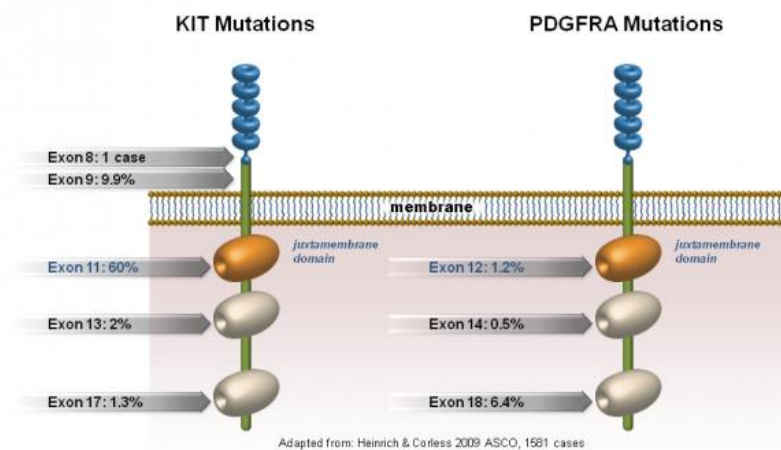 KIT Mutations
PDGFRA Mutations
Exon 8: 1 case
Exon 9: 9.9%
membrane
juxtamembrane
domain
juxtamembrane
domain
Exon 11: 60%
Exon 12: 1.2%
Exon 13: 2%
Exon 14: 0.5%
Exon 17: 1.3%
Exon 18: 6.4%
Adapted from: Heinrich & Corless 2009 ASCO, 1581 cases